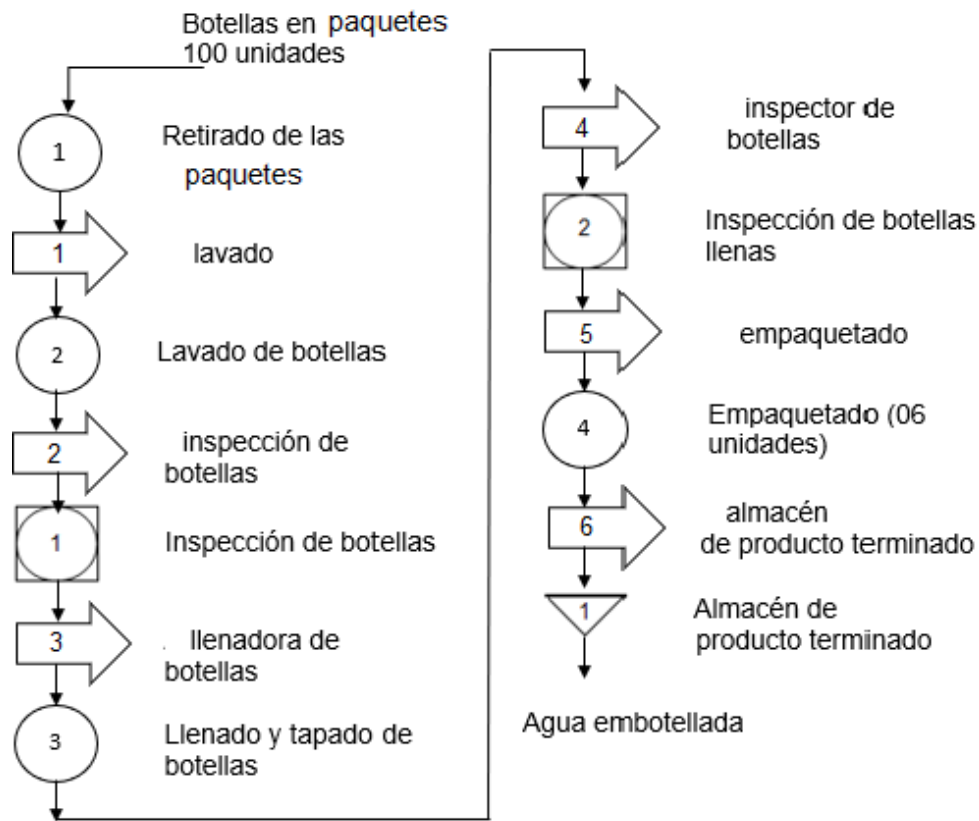 Botellas en paquetes
100 unidades
1
Retirado de las
paquetes
1
lavado
2
Lavado de botellas
2
inspección de
botellas
1
Inspección de botellas
3
. llenadora de
botellas
3
Llenado y tapado de
botellas
4
inspector de
botellas
2
Inspección de botellas
llenas
5
empaquetado
4
Empaquetado (06
unidades)
6
almacén
de producto terminado
1
Almacén de
producto terminado
Agua embotellada